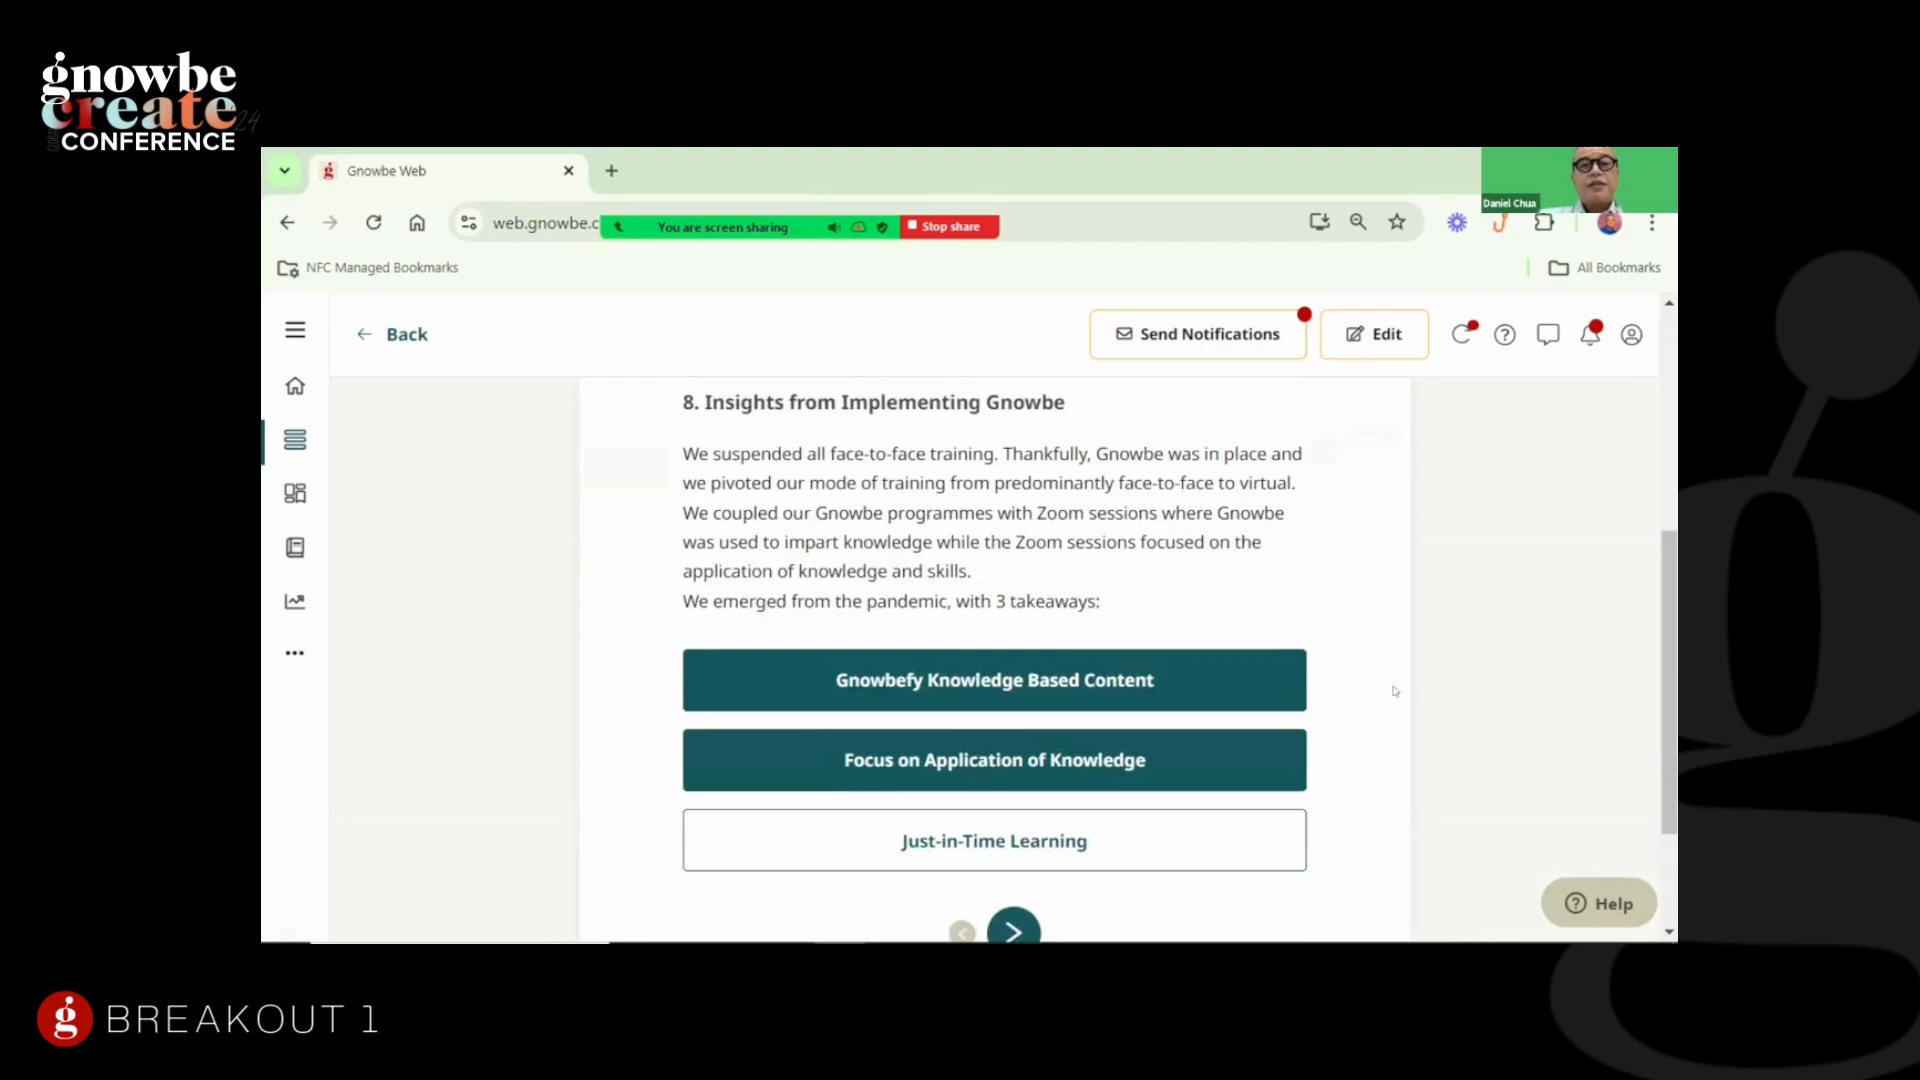 gnowbe
create '24
CONFERENCE
Gnowbe Web
Daniel Chua
web.gnowbe.c
You are screen sharing
Stop share
NFC Managed Bookmarks
All Bookmarks
Back
Send Notifications
Edit
8. Insights from Implementing Gnowbe
We suspended all face-to-face training. Thankfully, Gnowbe was in place and
we pivoted our mode of training from predominantly face-to-face to virtual.
We coupled our Gnowbe programmes with Zoom sessions where Gnowbe
was used to impart knowledge while the Zoom sessions focused on the
application of knowledge and skills.
We emerged from the pandemic, with 3 takeaways:
Gnowbefy Knowledge Based Content
Focus on Application of Knowledge
Just-in-Time Learning
Help
g BREAKOUT 1